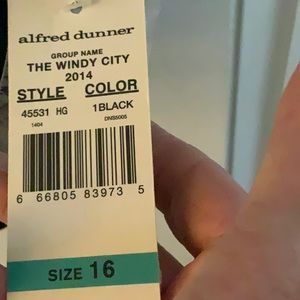 alfred dunner
GROUP NAME
THE WINDY CITY
2014
STYLE COLOR
45531 HG 1BLACK
1404 DNS5005
6 66805 83973 5
SIZE 16